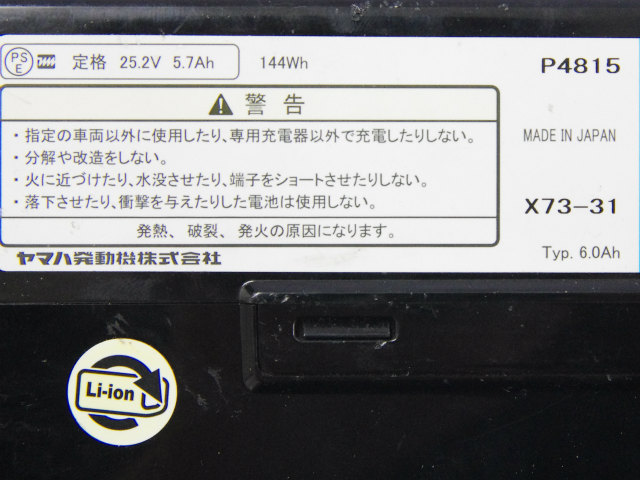 PS E 定格 25.2V 5.7Ah 144Wh P4815
警告
・指定の車両以外に使用したり、専用充電器以外で充電したりしない。
MADE IN JAPAN
・分解や改造をしない。
・火に近づけたり、水没させたり、端子をショートさせたりしない。
・落下させたり、衝撃を与えたりした電池は使用しない。
X73-31
発熱、破裂、発火の原因になります。
ヤマハ発動機株式会社
Typ. 6.0Ah
Li-ion